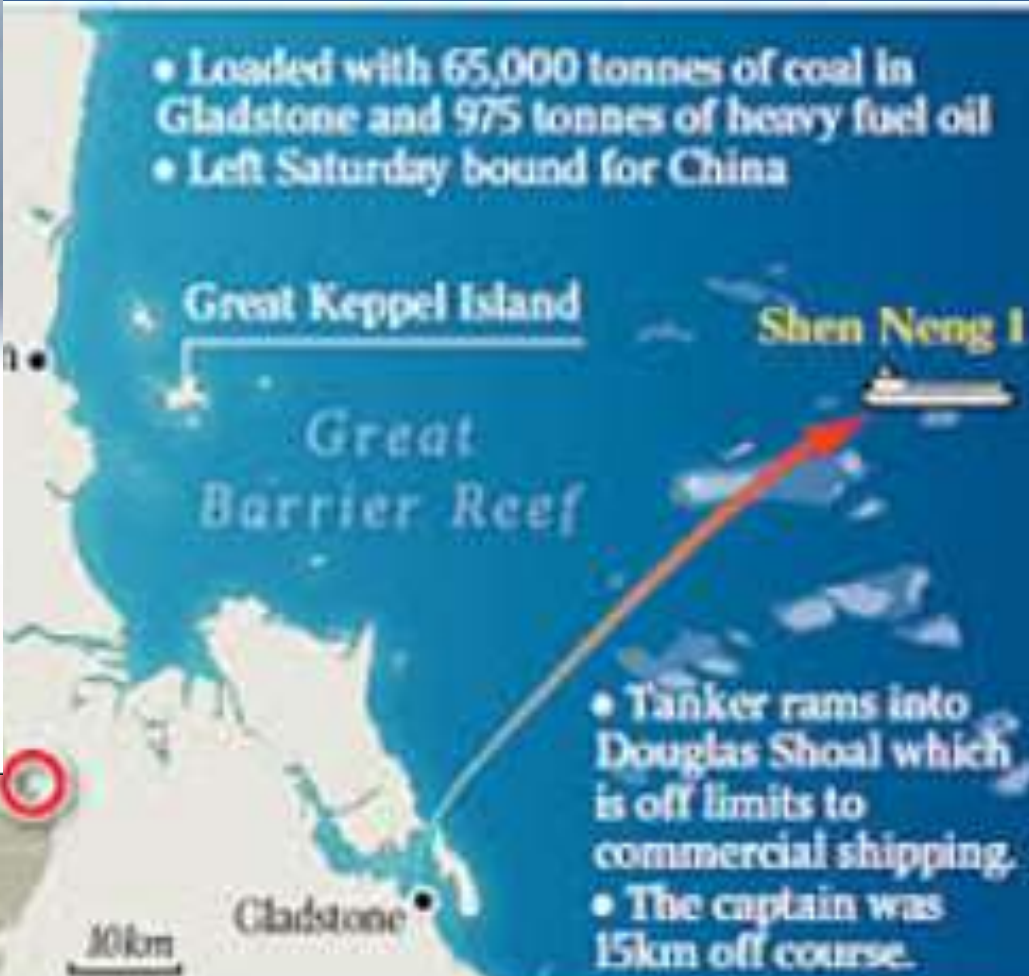 • Loaded with 65,000 tonnes of coal in
Gladstone and 975 tonnes of heavy fuel oil
• Left Saturday bound for China
Great Keppel Island
Shen Neng 1
Great
Barrier Reef
• Tanker rams into
Douglas Shoal which
is off limits to
commercial shipping.
• The captain was
15km off course.
Gladstone
10km